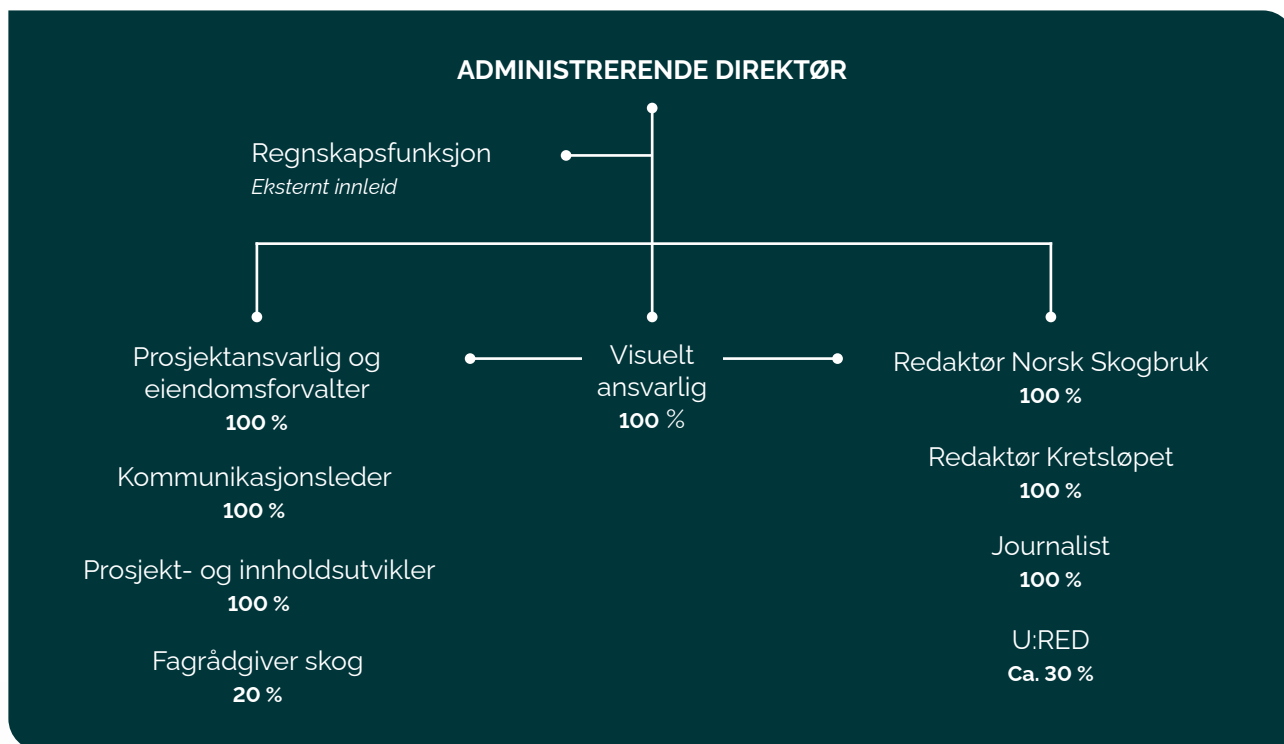 ADMINISTRERENDE DIREKTØR
Regnskapsfunksjon
Eksternt innleid
Prosjektansvarlig og
eiendomsforvalter
100 %
Kommunikasjonsleder
100 %
Prosjekt- og innholdsutvikler
100 %
Fagrådgiver skog
20 %
Visuelt
ansvarlig
100 %
Redaktør Norsk Skogbruk
100 %
Redaktør Kretsløpet
100 %
Journalist
100 %
U:RED
Ca. 30 %